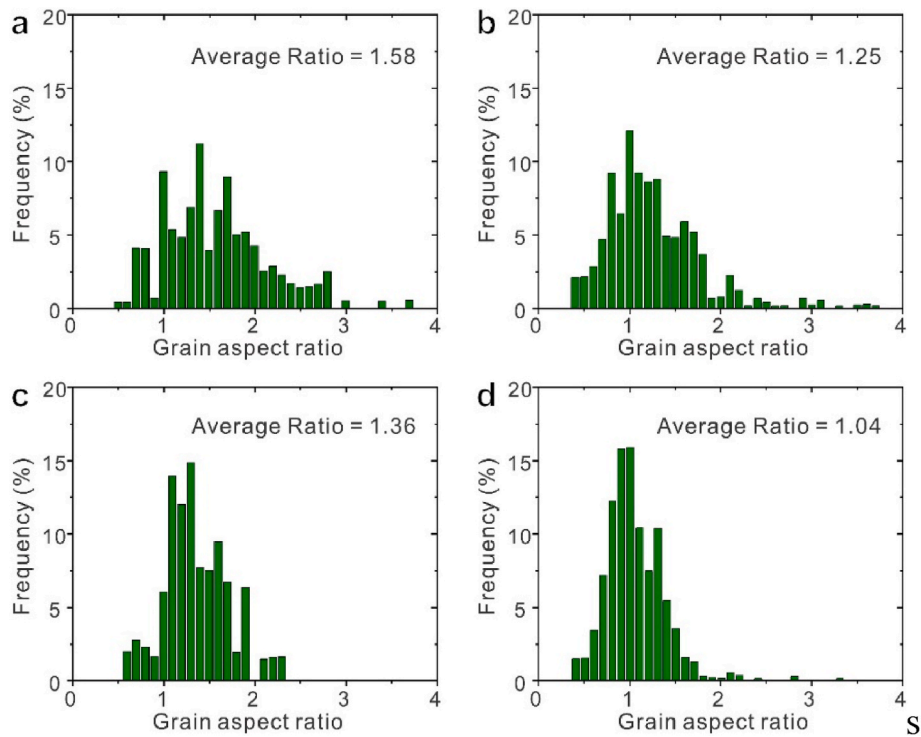 a
Average Ratio = 1.58
20
15
10
5
0
Frequency (%)
0 1 2 3 4
Grain aspect ratio
b
Average Ratio = 1.25
20
15
10
5
0
Frequency (%)
0 1 2 3 4
Grain aspect ratio
c
Average Ratio = 1.36
20
15
10
5
0
Frequency (%)
0 1 2 3 4
Grain aspect ratio
d
Average Ratio = 1.04
20
15
10
5
0
Frequency (%)
0 1 2 3 4
Grain aspect ratio
s